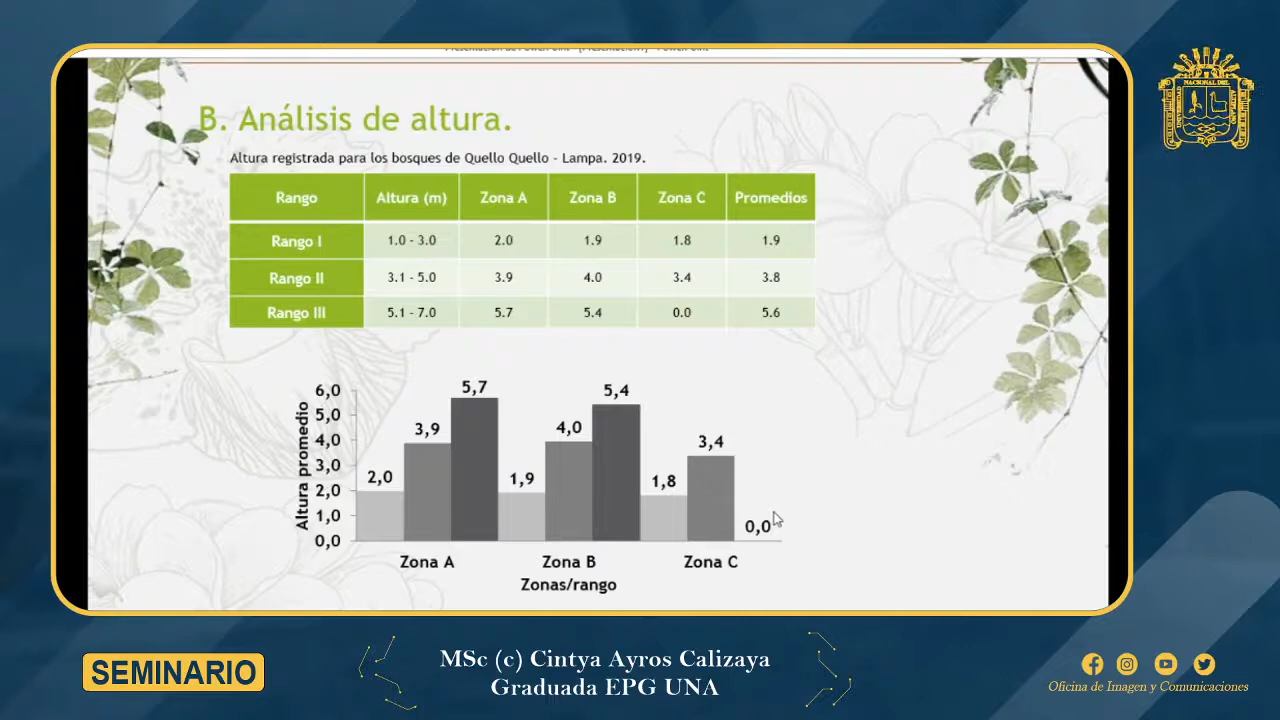 B. Análisis de altura.
Altura registrada para los bosques de Quello Quello - Lampa. 2019.
Rango Altura (m) Zona A Zona B Zona C Promedios
Rango I 1.0 - 3.0 2.0 1.9 1.8 1.9
Rango II 3.1 - 5.0 3.9 4.0 3.4 3.8
Rango III 5.1 - 7.0 5.7 5.4 0.0 5.6
Altura promedio
6,0
5,0
4,0
3,0
2,0
1,0
0,0
2,0 3,9 5,7 1,9 4,0 5,4 1,8 3,4 0,0
Zona A Zona B Zona C
Zonas/rango
SEMINARIO
MSc (c) Cintya Ayros Calizaya
Graduada EPG UNA
Oficina de Imagen y Comunicaciones